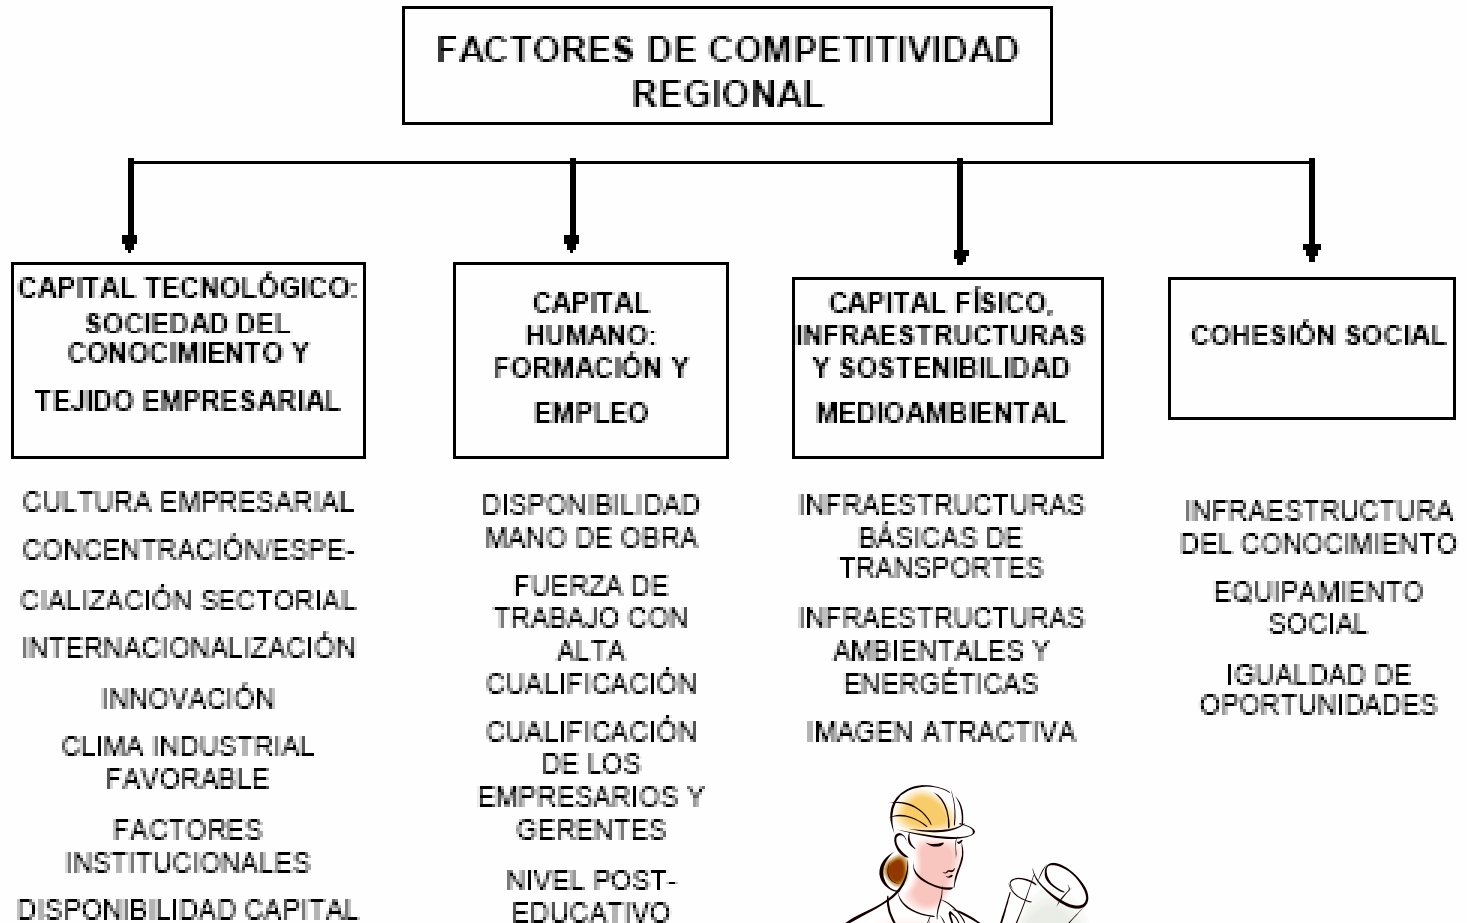 FACTORES DE COMPETITIVIDAD
REGIONAL
CAPITAL TECNOLÓGICO:
SOCIEDAD DEL
CONOCIMIENTO Y
TEJIDO EMPRESARIAL
CULTURA EMPRESARIAL
CONCENTRACIÓN/ESPE-
CIALIZACIÓN SECTORIAL
INTERNACIONALIZACIÓN
INNOVACIÓN
CLIMA INDUSTRIAL
FAVORABLE
FACTORES
INSTITUCIONALES
DISPONIBILIDAD CAPITAL
CAPITAL
HUMANO:
FORMACIÓN Y
EMPLEO
DISPONIBILIDAD
MANO DE OBRA
FUERZA DE
TRABAJO CON
ALTA
CUALIFICACIÓN
CUALIFICACIÓN
DE LOS
EMPRESARIOS Y
GERENTES
NIVEL POST-
EDUCATIVO
CAPITAL FÍSICO,
INFRAESTRUCTURAS
Y SOSTENIBILIDAD
MEDIOAMBIENTAL
INFRAESTRUCTURAS
BÁSICAS DE
TRANSPORTES
INFRAESTRUCTURAS
AMBIENTALES Y
ENERGÉTICAS
IMAGEN ATRACTIVA
COHESIÓN SOCIAL
INFRAESTRUCTURA
DEL CONOCIMIENTO
EQUIPAMIENTO
SOCIAL
IGUALDAD DE
OPORTUNIDADES